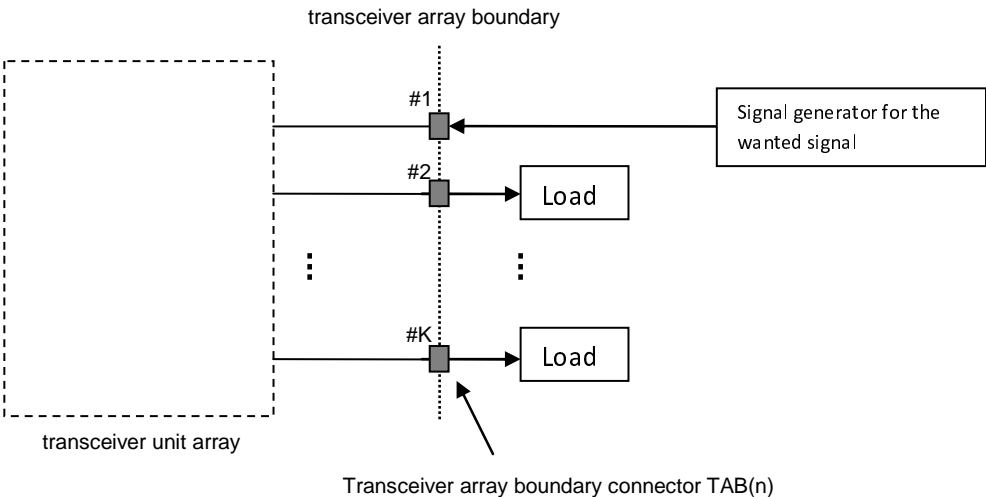 transceiver array boundary
#1
Signal generator for the
wanted signal
#2
Load
#K
Load
transceiver unit array
Transceiver array boundary connector TAB(n)